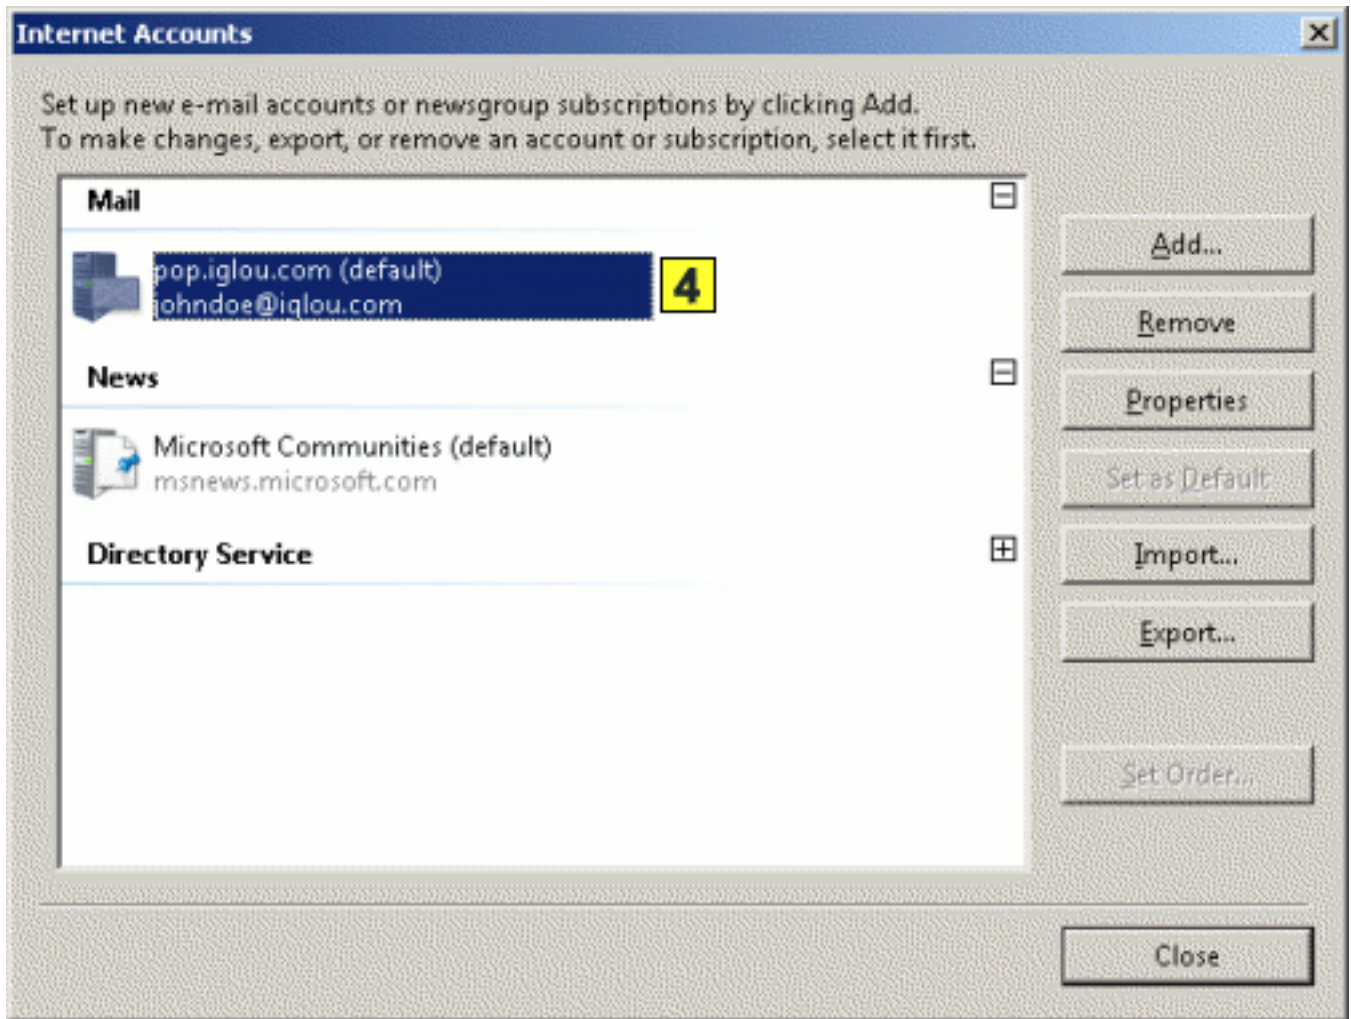 Internet Accounts
Set up new e-mail accounts or newsgroup subscriptions by clicking Add.
To make changes, export, or remove an account or subscription, select it first.
Mail
pop.iglou.com (default)
johndoe@iglou.com
4
News
Microsoft Communities (default)
msnews.microsoft.com
Directory Service
Add...
Remove
Properties
Set as Default
Import...
Export...
Set Order...
Close